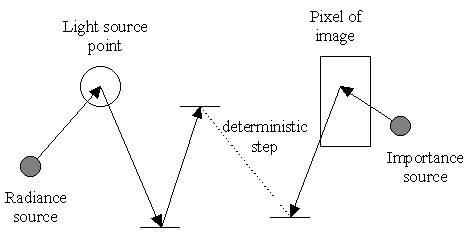 Light source
point
Pixel of
image
deterministic
step
Radiance
source
Importance
source